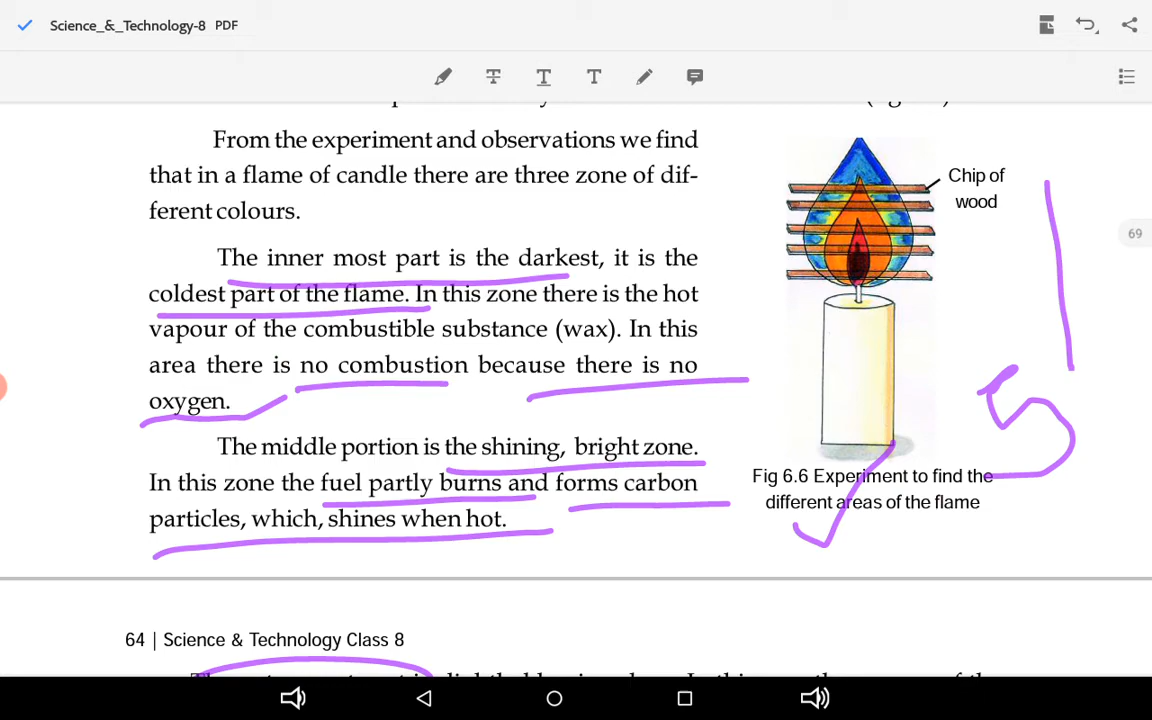 Science_&_Technology-8 PDF
From the experiment and observations we find
that in a flame of candle there are three zone of dif-
ferent colours.
Chip of
wood
69
The inner most part is the darkest, it is the
coldest part of the flame. In this zone there is the hot
vapour of the combustible substance (wax). In this
area there is no combustion because there is no
oxygen.
The middle portion is the shining, bright zone.
In this zone the fuel partly burns and forms carbon
particles, which, shines when hot.
15
Fig 6.6 Experiment to find the
different areas of the flame
64 | Science & Technology Class 8